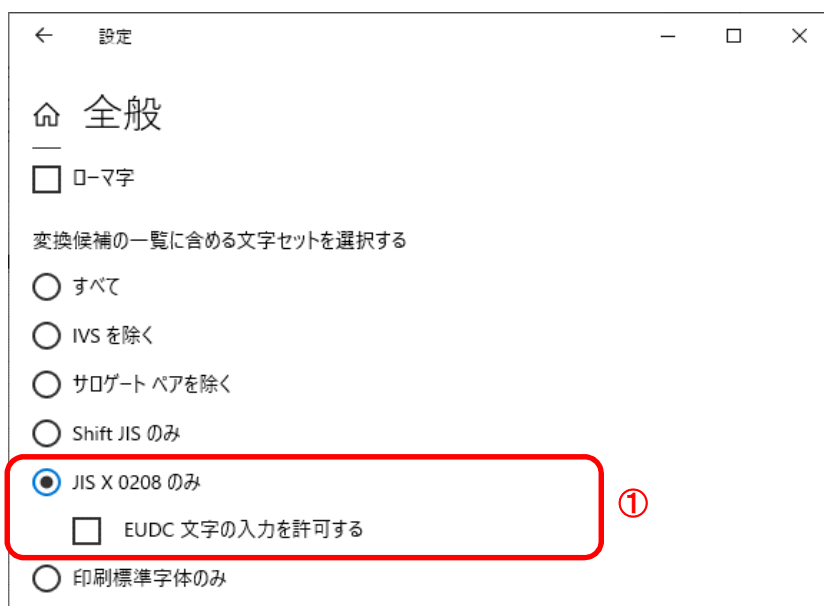 設定
全般
ローマ字
変換候補の一覧に含める文字セットを選択する
すべて
IVS を除く
サロゲート ペアを除く
Shift JIS のみ
JIS X 0208 のみ
①
EUDC 文字の入力を許可する
印刷標準字体のみ